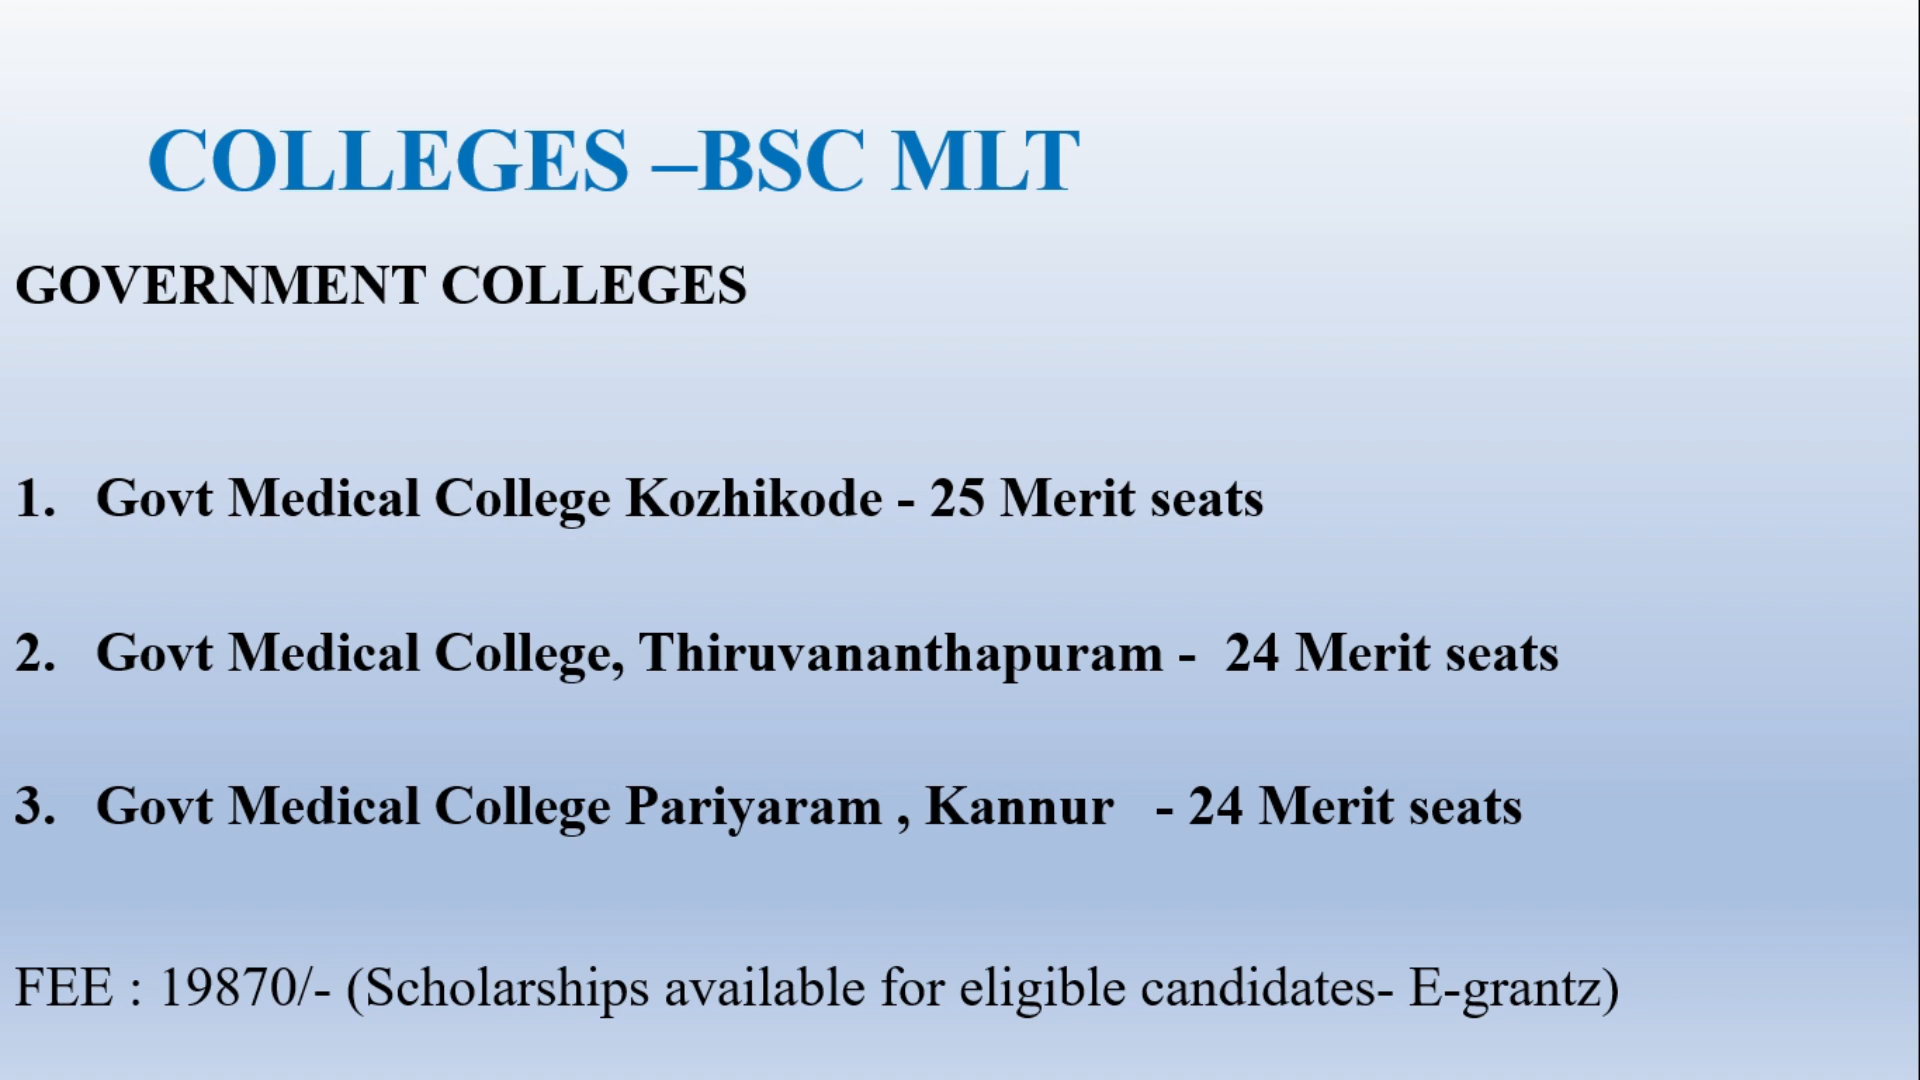 COLLEGES –BSC MLT
GOVERNMENT COLLEGES
1. Govt Medical College Kozhikode - 25 Merit seats
2. Govt Medical College, Thiruvananthapuram - 24 Merit seats
3. Govt Medical College Pariyaram , Kannur - 24 Merit seats
FEE : 19870/- (Scholarships available for eligible candidates- E-grantz)